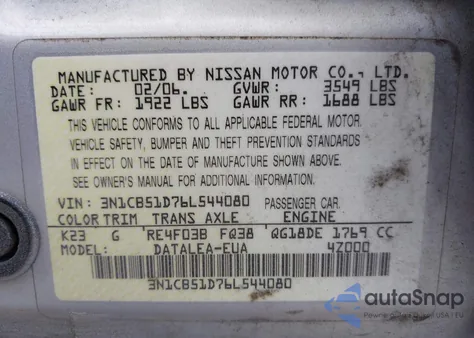 MANUFACTURED BY NISSAN MOTOR CO., LTD.
DATE: 02/06. GVWR: 3549 LBS
GAWR FR: 1922 LBS GAWR RR: 1688 LBS
THIS VEHICLE CONFORMS TO ALL APPLICABLE FEDERAL MOTOR
VEHICLE SAFETY, BUMPER AND THEFT PREVENTION STANDARDS
IN EFFECT ON THE DATE OF MANUFACTURE SHOWN ABOVE.
SEE OWNER'S MANUAL FOR ADDITIONAL INFORMATION.
VIN: 3N1CB51D76L544080 PASSENGER CAR.
COLOR TRIM TRANS AXLE ENGINE
K23 G RE4F03B FQ38 QG18DE 1769 CC
MODEL: DATALEA-EUA 4Z000
3N1CB51D76L544080
autoSnap